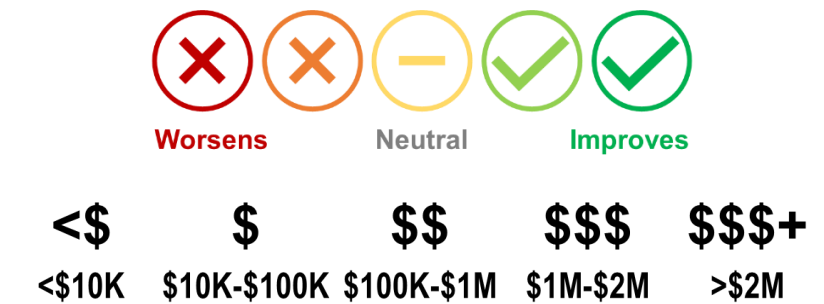 Worsens Neutral Improves
<$ $ $$ $$$ $$$+
<$10K $10K-$100K $100K-$1M $1M-$2M >$2M